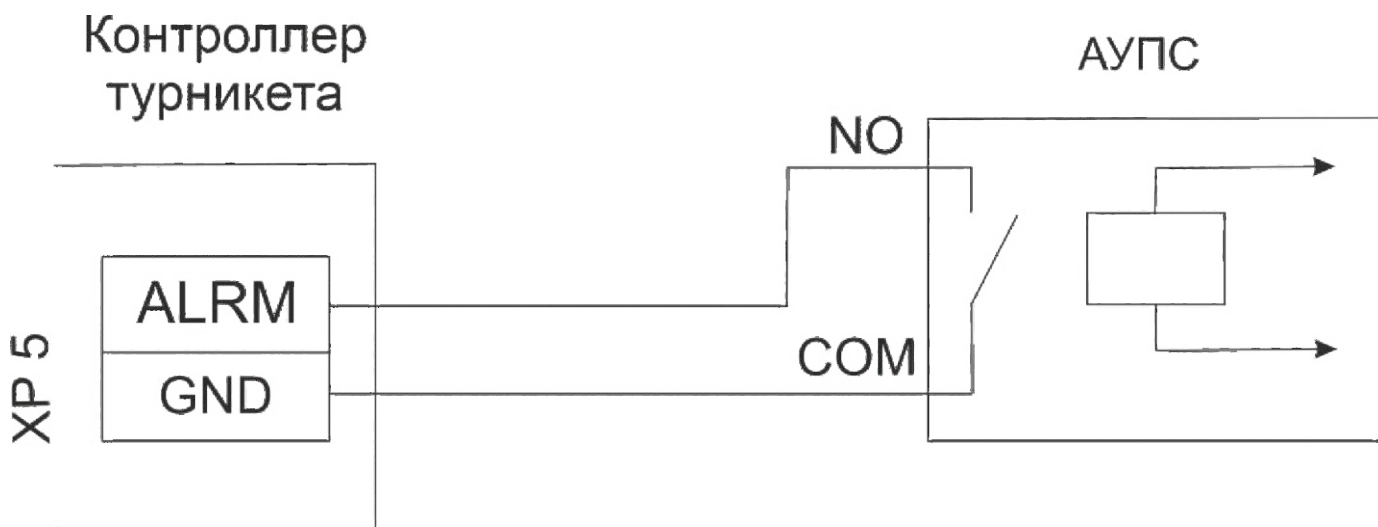 Контроллер
турникета
АУПС
NO
ALRM
COM
GND
XP 5